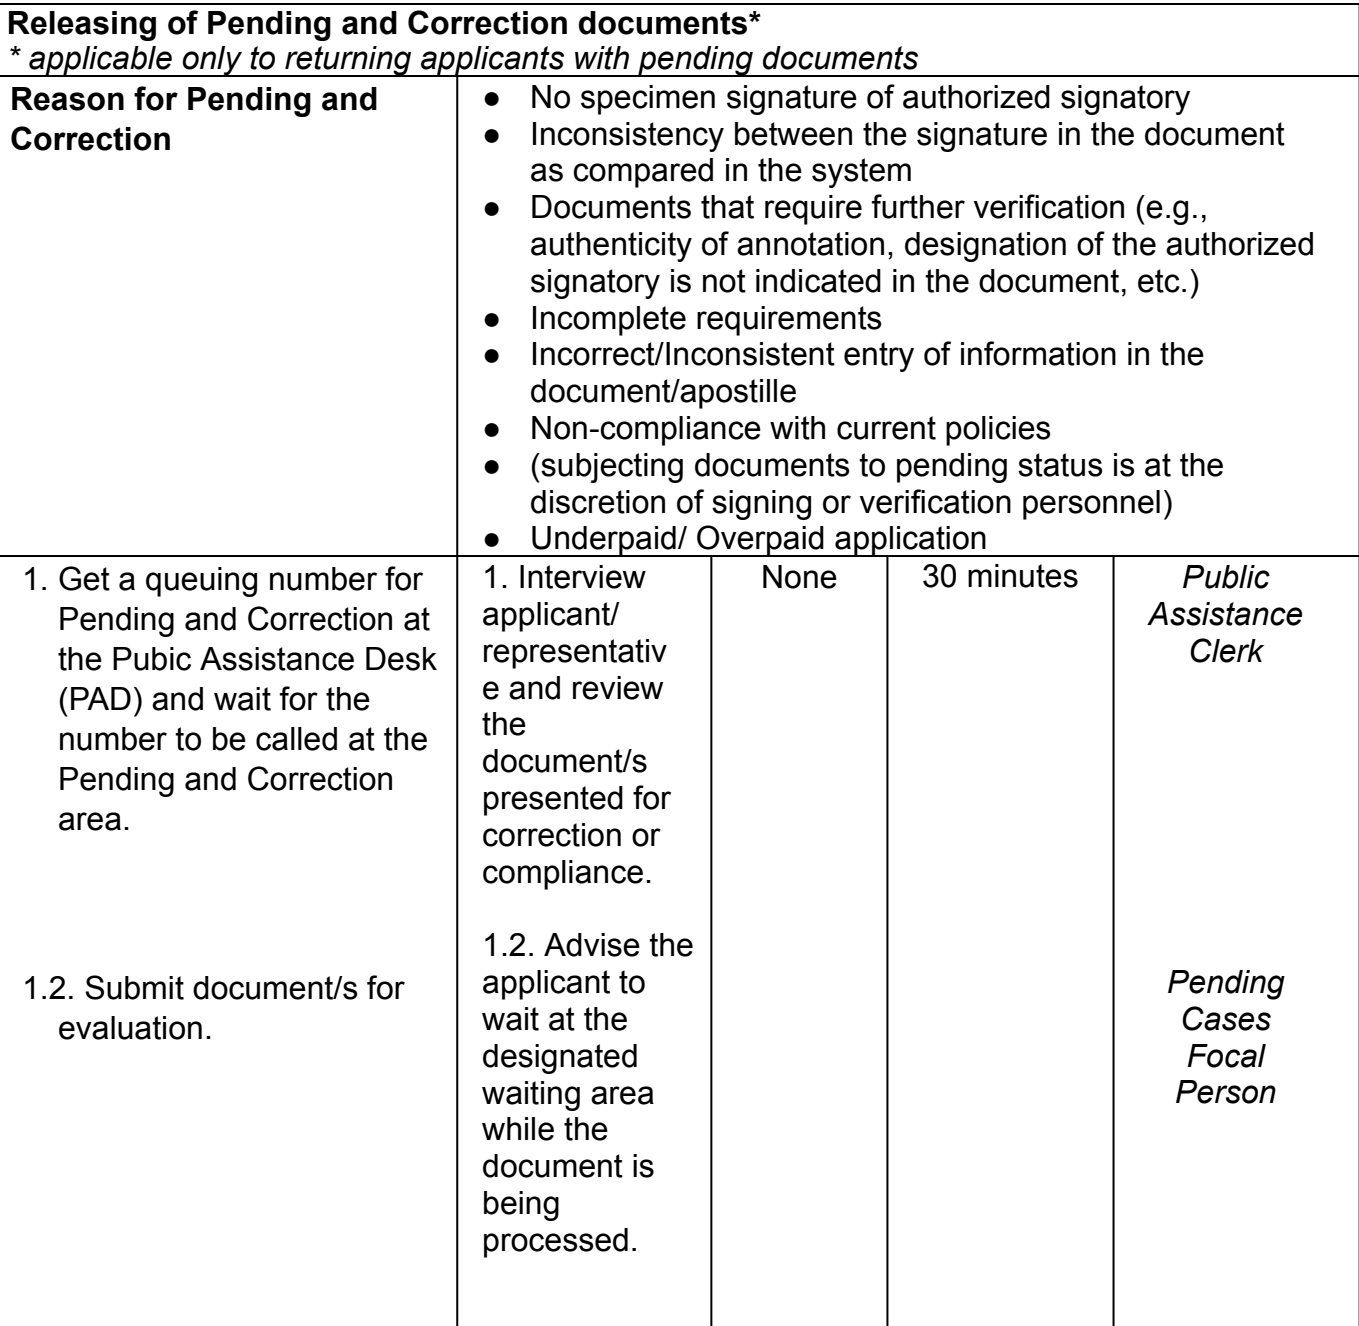 Releasing of Pending and Correction documents*
* applicable only to returning applicants with pending documents
Reason for Pending and
Correction
● No specimen signature of authorized signatory
● Inconsistency between the signature in the document
as compared in the system
● Documents that require further verification (e.g.,
authenticity of annotation, designation of the authorized
signatory is not indicated in the document, etc.)
● Incomplete requirements
● Incorrect/Inconsistent entry of information in the
document/apostille
● Non-compliance with current policies
● (subjecting documents to pending status is at the
discretion of signing or verification personnel)
● Underpaid/ Overpaid application
1. Get a queuing number for
Pending and Correction at
the Pubic Assistance Desk
(PAD) and wait for the
number to be called at the
Pending and Correction
area.
1.2. Submit document/s for
evaluation.
1. Interview
applicant/
representativ
e and review
the
document/s
presented for
correction or
compliance.
1.2. Advise the
applicant to
wait at the
designated
waiting area
while the
document is
being
processed.
None
30 minutes
Public
Assistance
Clerk
Pending
Cases
Focal
Person